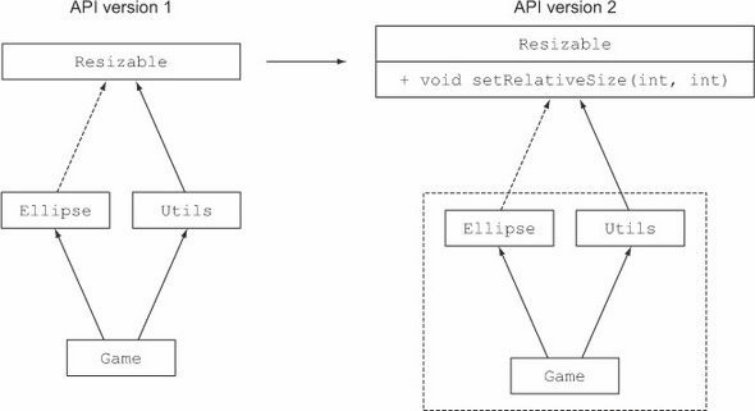 API version 1
API version 2
Resizable
Resizable
+ void setRelativeSize(int, int)
Ellipse
Utils
Ellipse
Utils
Game
Game